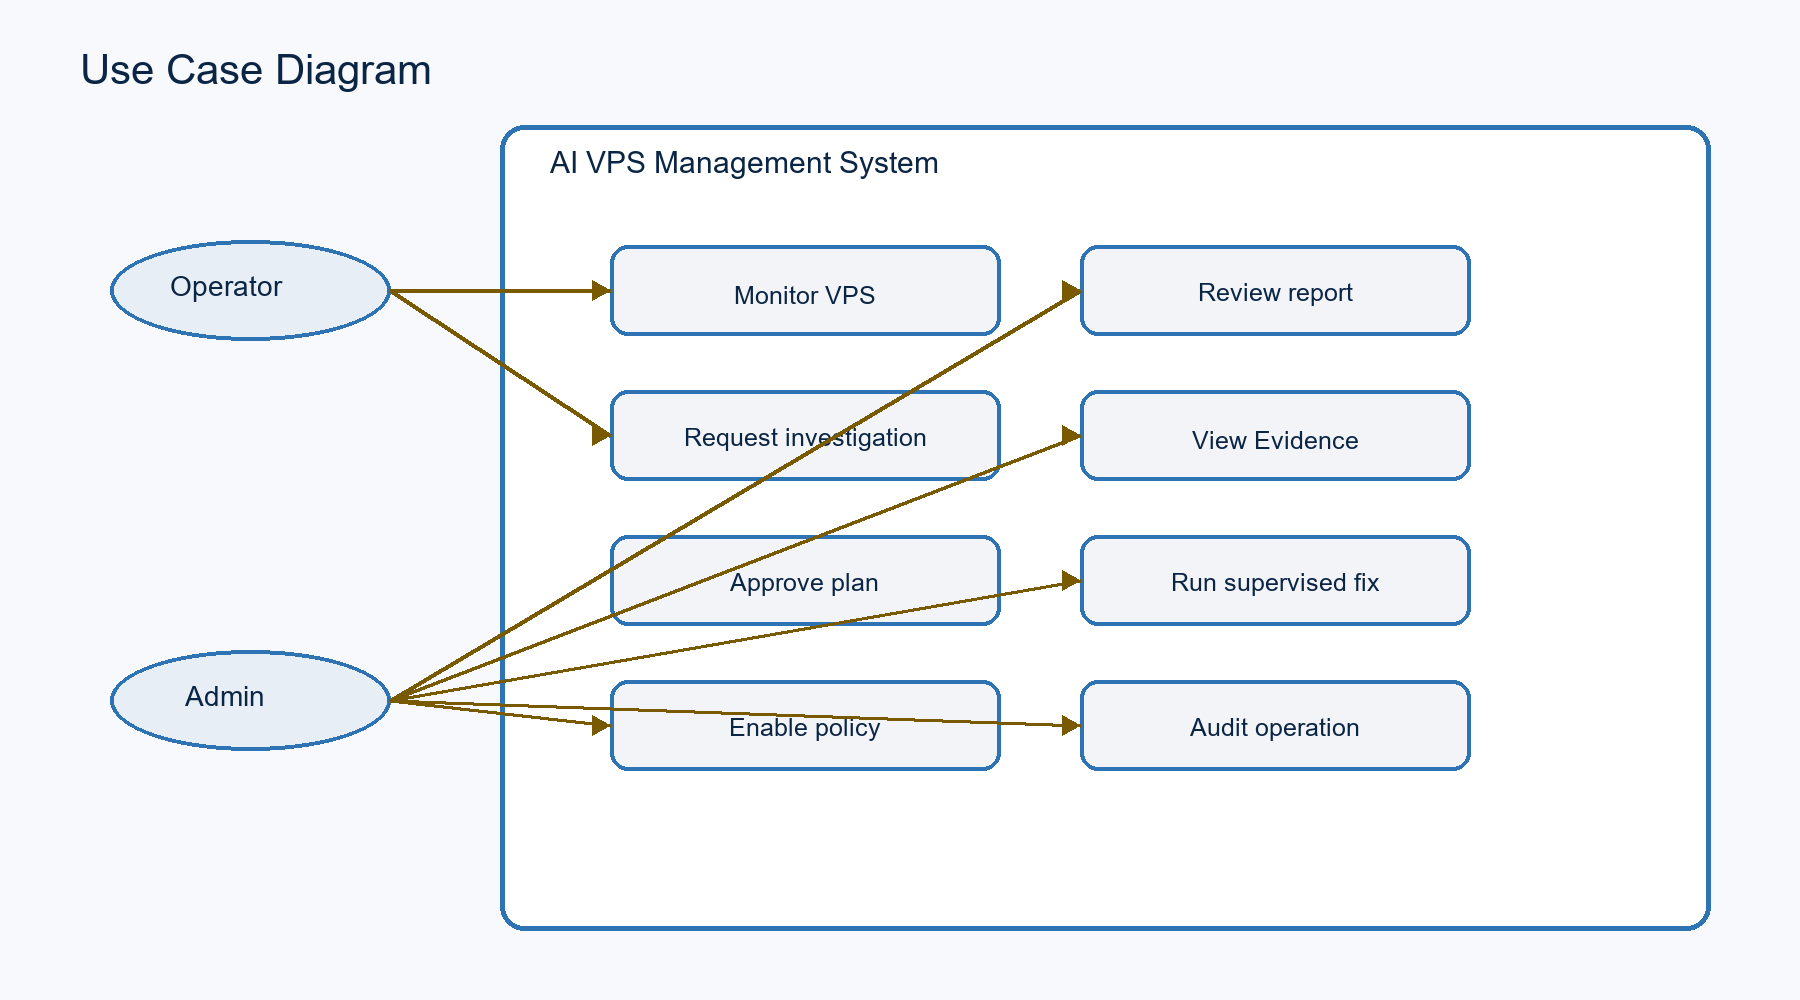 Use Case Diagram
AI VPS Management System
Operator
Monitor VPS
Review report
Request investigation
View Evidence
Approve plan
Run supervised fix
Admin
Enable policy
Audit operation